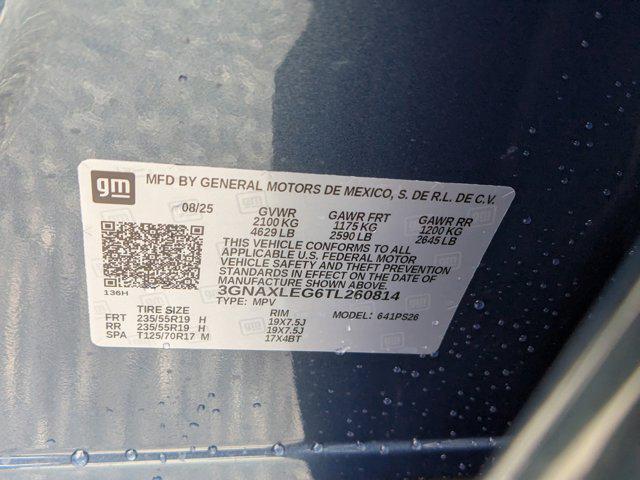 gm MFD BY GENERAL MOTORS DE MEXICO, S. DE R.L. DE C.V.
08/25 GVWR GAWR FRT GAWR RR
2100 KG 1175 KG 1200 KG
4629 LB 2590 LB 2645 LB
THIS VEHICLE CONFORMS TO ALL
APPLICABLE U.S. FEDERAL MOTOR
VEHICLE SAFETY AND THEFT PREVENTION
STANDARDS IN EFFECT ON THE DATE OF
MANUFACTURE SHOWN ABOVE.
136H 3GNAXLEG6TL260814
TYPE: MPV
TIRE SIZE RIM MODEL: 641PS26
FRT 235/55R19 H 19X7.5J
RR 235/55R19 H 19X7.5J
SPA T125/70R17 M 17X4BT